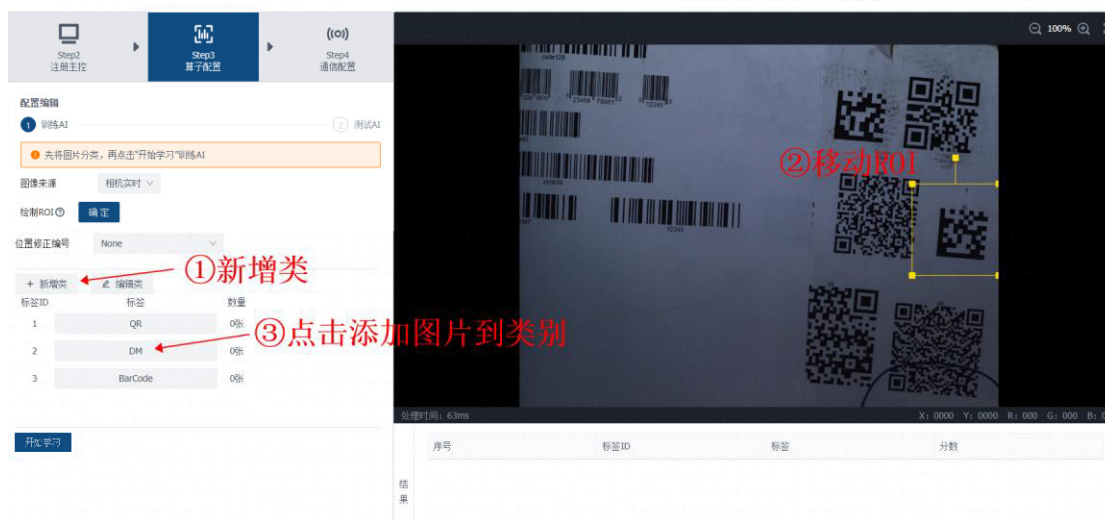 Step2
注册主控
Step3
算子配置
Step4
通信配置
100%
配置编辑
1 训练AI
2 测试AI
先将图片分类，再点击"开始学习"训练AI
图像来源 相机实时
绘制ROI 确定
位置修正编号 None
+ 新增类 编辑类
①新增类
②移动ROI
③点击添加图片到类别
标签ID 标签 数量
1 QR 0张
2 DM 0张
3 BarCode 0张
开始学习
12345
处理时间: 63ms
X: 0000 Y: 0000 R: 000 G: 000 B:
序号 标签ID 标签 分数
结果